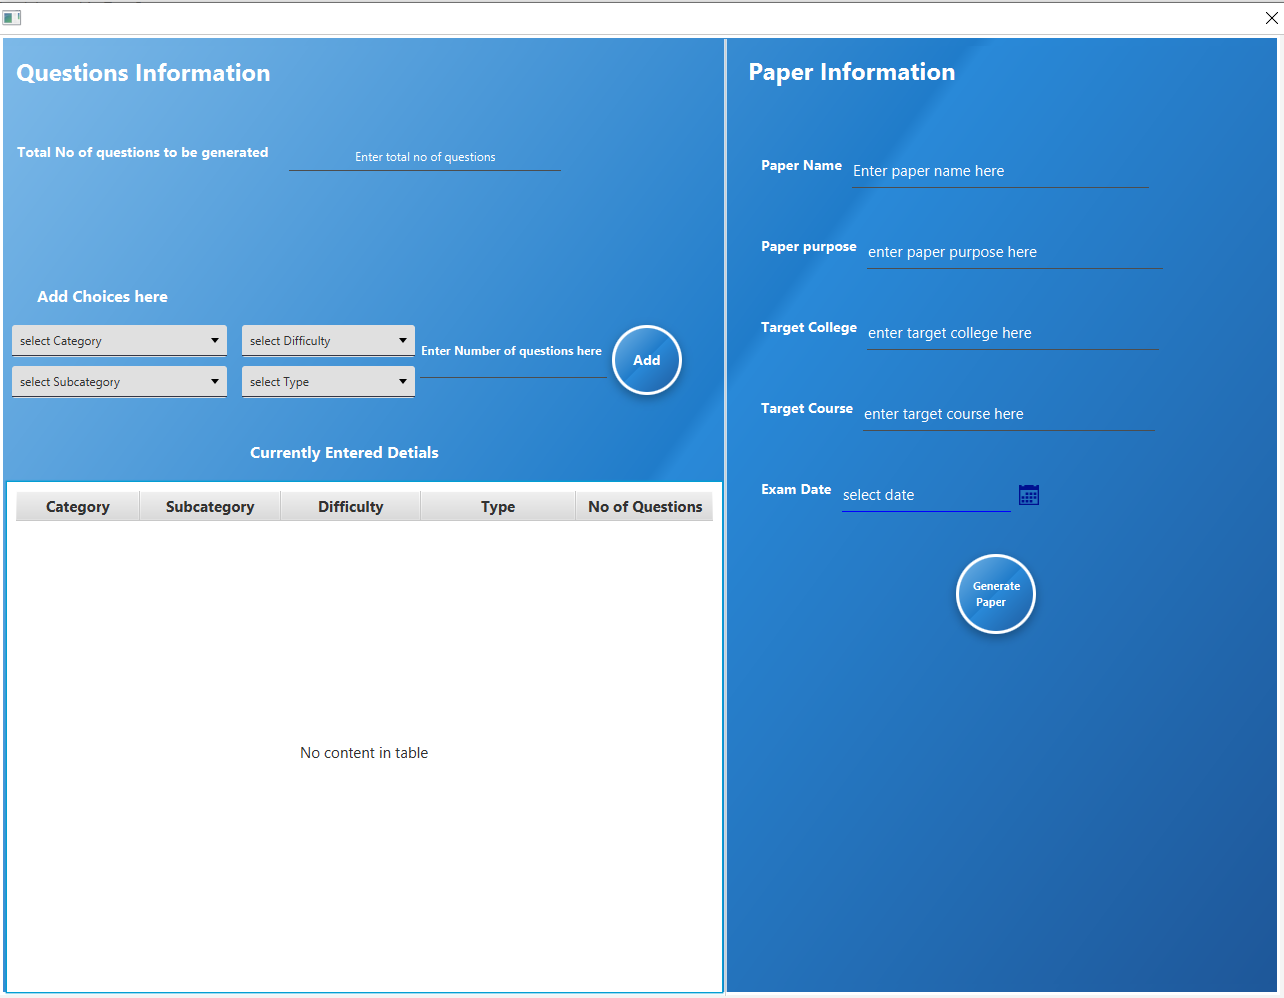 Questions Information
Total No of questions to be generated
Enter total no of questions
Add Choices here
select Category
select Difficulty
Enter Number of questions here
Add
select Subcategory
select Type
Currently Entered Detials
Category Subcategory Difficulty Type No of Questions
No content in table
Paper Information
Paper Name
Enter paper name here
Paper purpose
enter paper purpose here
Target College
enter target college here
Target Course
enter target course here
Exam Date
select date
Generate
Paper